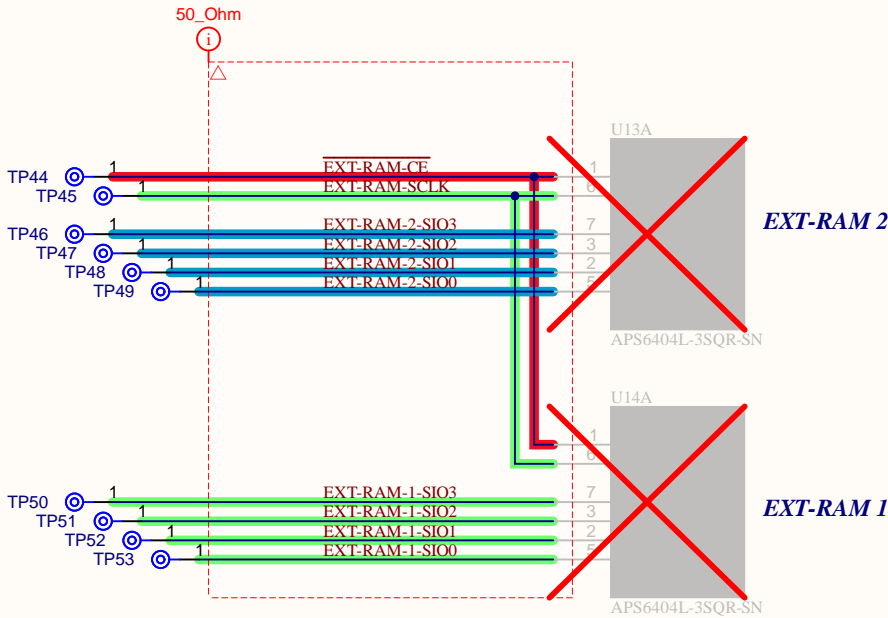 50_Ohm
i
U13A
TP44 1 EXT-RAM-CE 1
TP45 1 EXT-RAM-SCLK 6
EXT-RAM 2
TP46 1 EXT-RAM-2-SIO3 7
TP47 1 EXT-RAM-2-SIO2 3
TP48 1 EXT-RAM-2-SIO1 2
TP49 1 EXT-RAM-2-SIO0 5
APS6404L-3SQR-SN
U14A
1
6
TP50 1 EXT-RAM-1-SIO3 7
EXT-RAM 1
TP51 1 EXT-RAM-1-SIO2 3
TP52 1 EXT-RAM-1-SIO1 2
TP53 1 EXT-RAM-1-SIO0 5
APS6404L-3SQR-SN